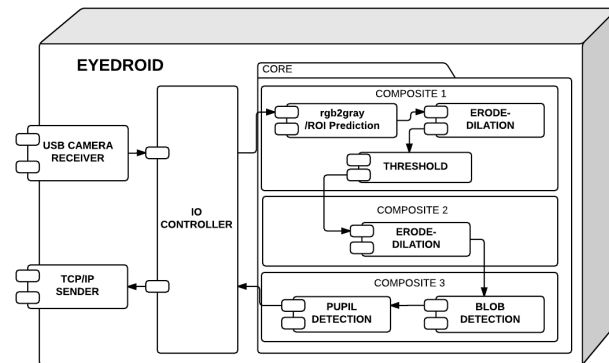 EYEDROID
CORE
COMPOSITE 1
rgb2gray
/ROI Prediction
ERODE-
DILATION
THRESHOLD
USB CAMERA
RECEIVER
IO
CONTROLLER
COMPOSITE 2
ERODE-
DILATION
TCP/IP
SENDER
COMPOSITE 3
PUPIL
DETECTION
BLOB
DETECTION